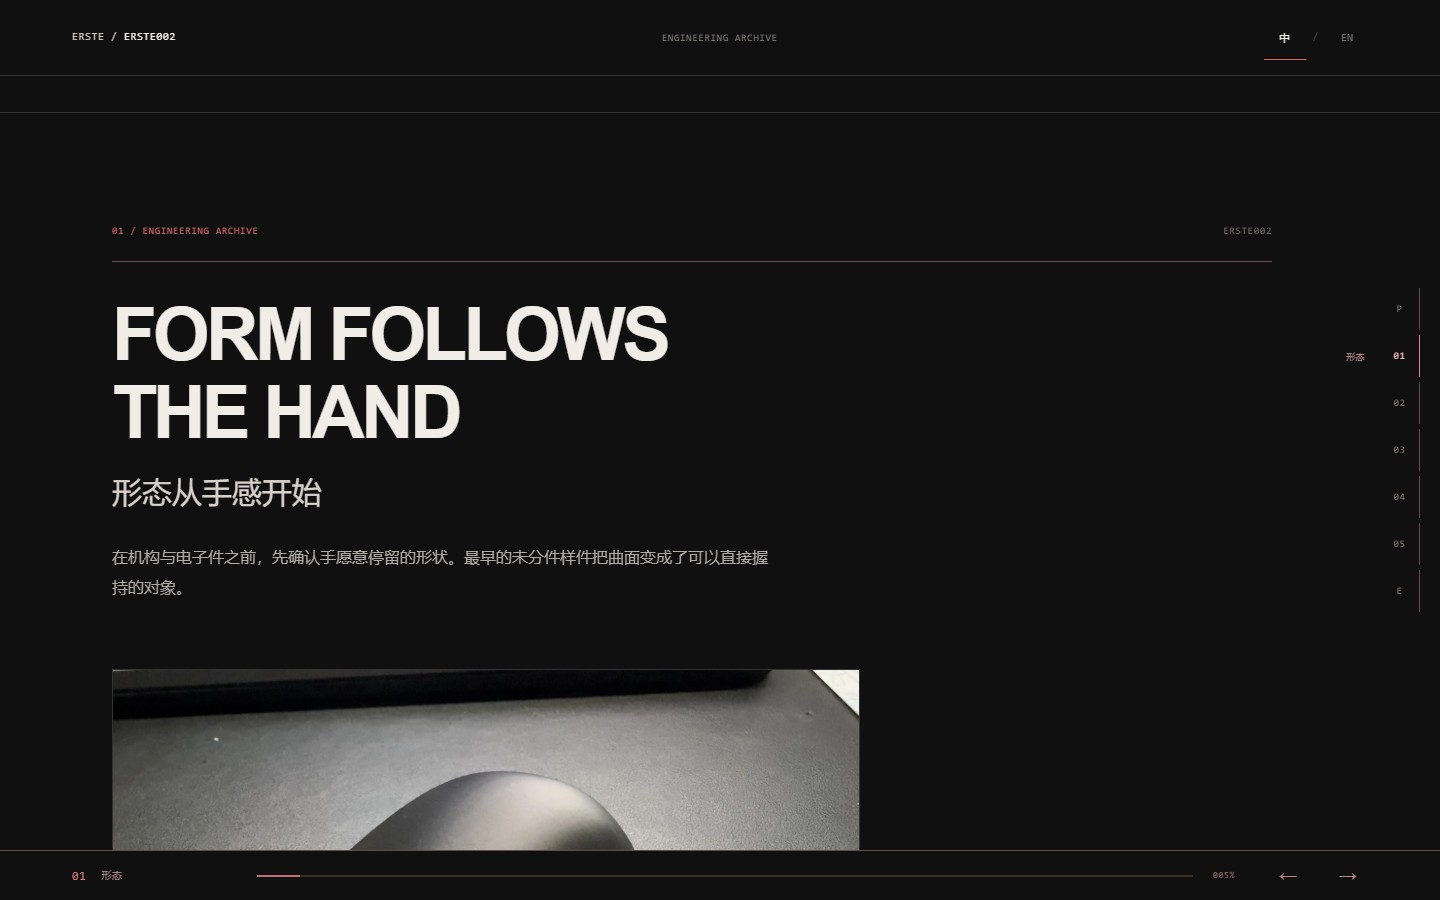 ERSTE / ERSTE002
ENGINEERING ARCHIVE
中 / EN
01 / ENGINEERING ARCHIVE
ERSTE002
FORM FOLLOWS
THE HAND
形态从手感开始
在机构与电子件之前，先确认手愿意停留的形状。最早的未分件样件把曲面变成了可以直接握
持的对象。
P
形态 01
02
03
04
05
E
01 形态
005%
← →